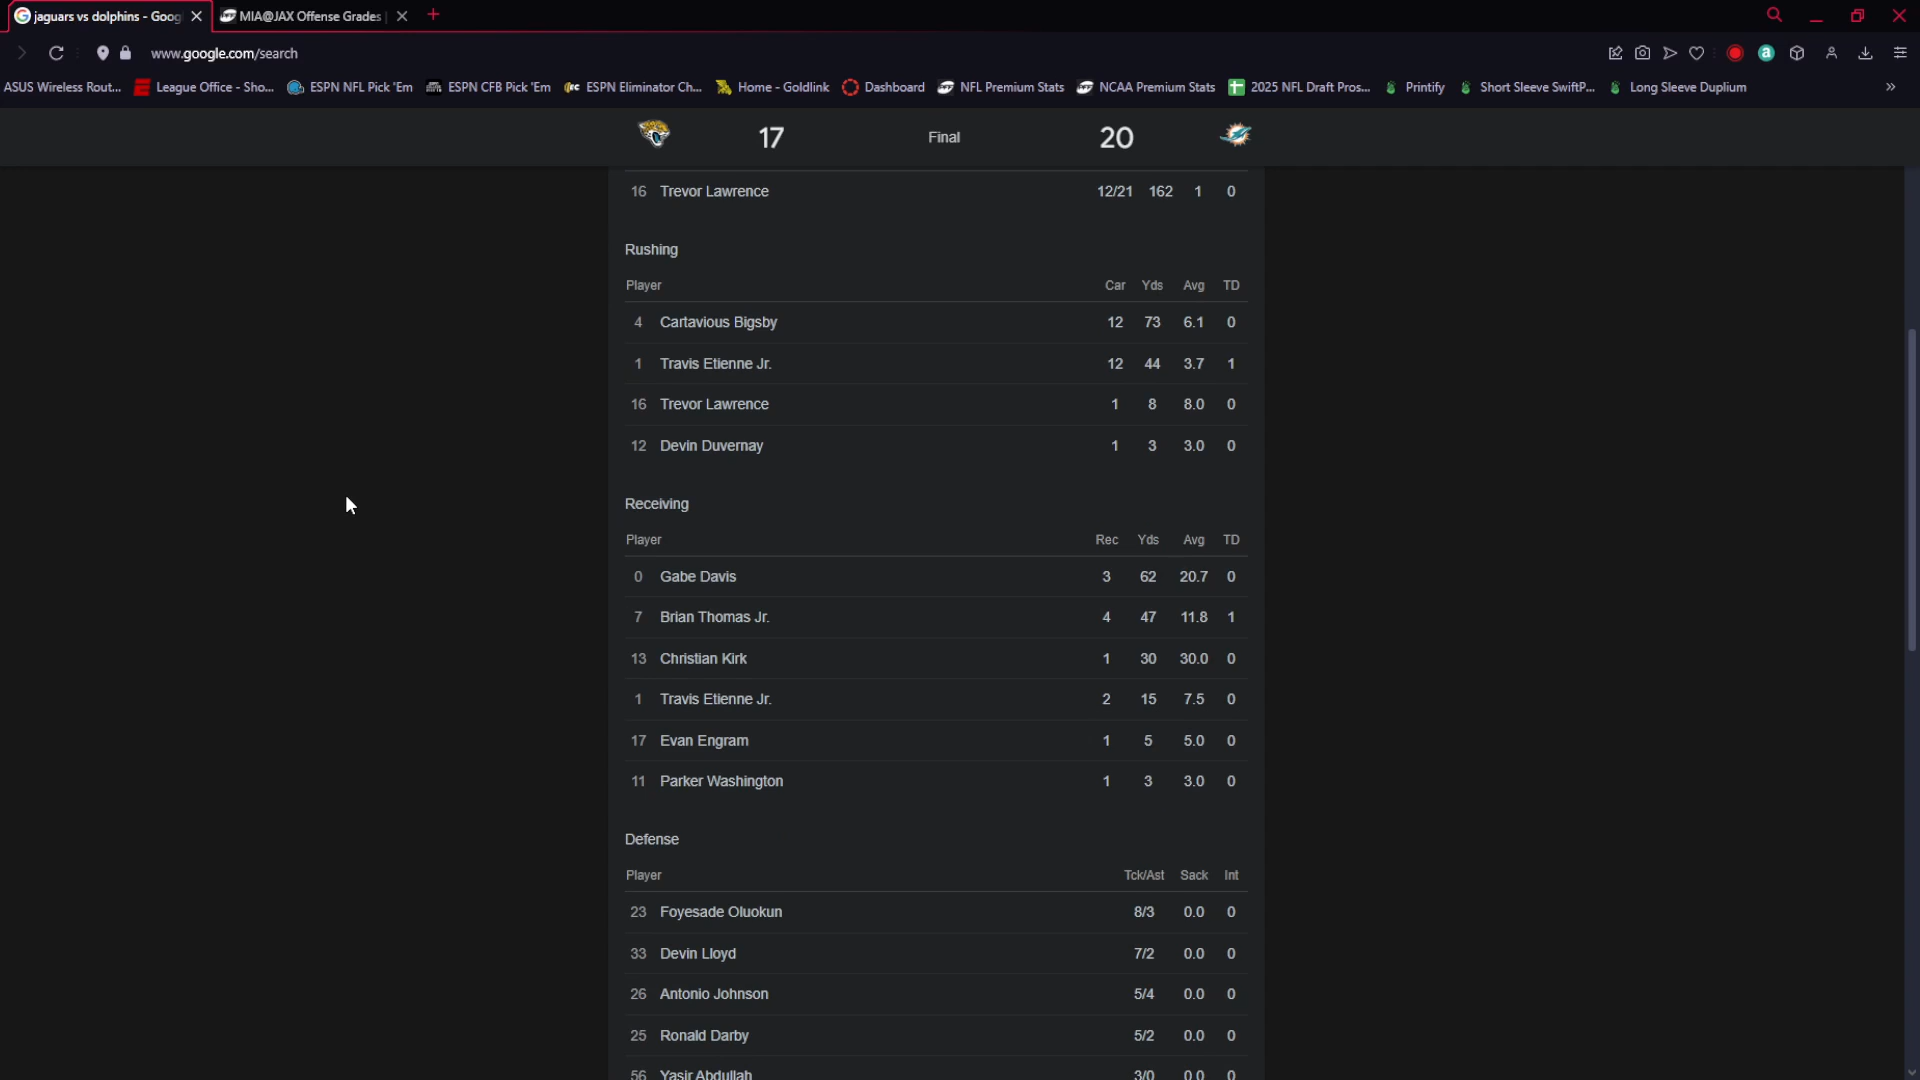 jaguars vs dolphins - Goog
MIA@JAX Offense Grades
www.google.com/search
ASUS Wireless Rout...
League Office - Sho...
ESPN NFL Pick 'Em
ESPN CFB Pick 'Em
ESPN Eliminator Ch...
Home - Goldlink
Dashboard
NFL Premium Stats
NCAA Premium Stats
2025 NFL Draft Pros...
Printify
Short Sleeve SwiftP...
Long Sleeve Duplium
17 Final 20
16 Trevor Lawrence 12/21 162 1 0
Rushing
Player Car Yds Avg TD
4 Cartavious Bigsby 12 73 6.1 0
1 Travis Etienne Jr. 12 44 3.7 1
16 Trevor Lawrence 1 8 8.0 0
12 Devin Duvernay 1 3 3.0 0
Receiving
Player Rec Yds Avg TD
0 Gabe Davis 3 62 20.7 0
7 Brian Thomas Jr. 4 47 11.8 1
13 Christian Kirk 1 30 30.0 0
1 Travis Etienne Jr. 2 15 7.5 0
17 Evan Engram 1 5 5.0 0
11 Parker Washington 1 3 3.0 0
Defense
Player Tck/Ast Sack Int
23 Foyesade Oluokun 8/3 0.0 0
33 Devin Lloyd 7/2 0.0 0
26 Antonio Johnson 5/4 0.0 0
25 Ronald Darby 5/2 0.0 0
56 Yasir Abdullah 3/0 0.0 0